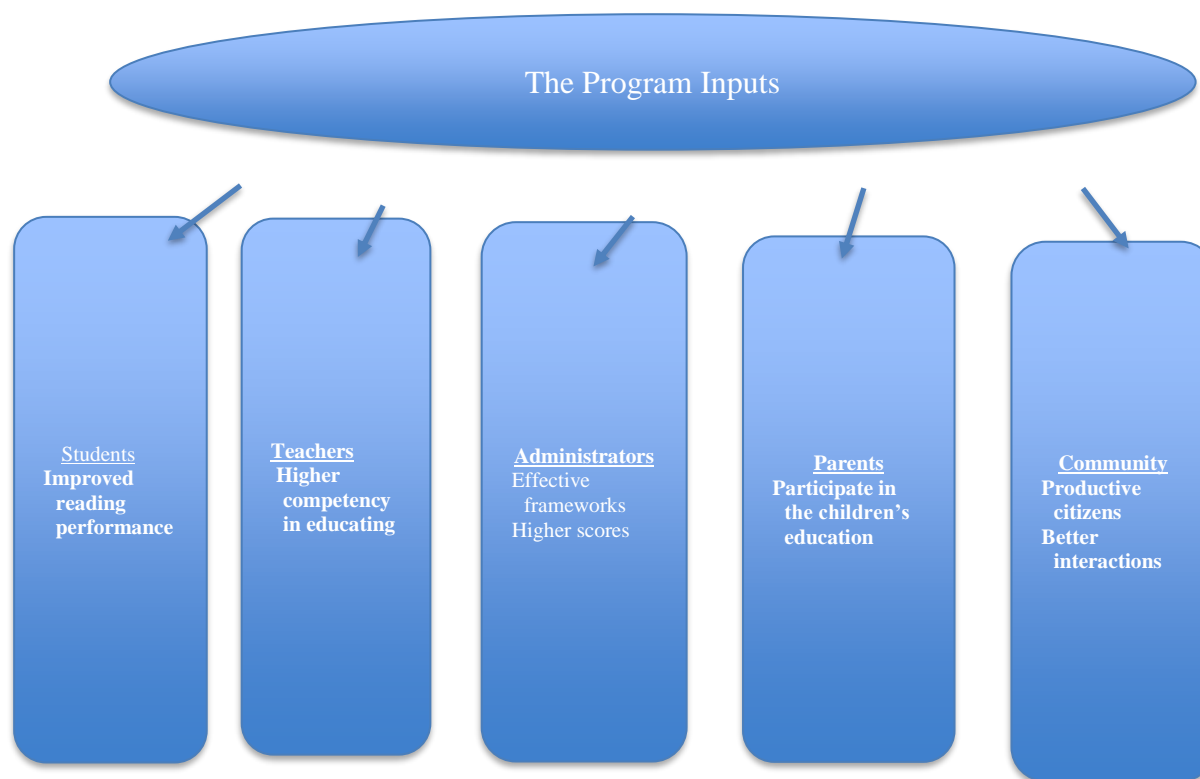 The Program Inputs
Students
Improved
reading
performance
Teachers
Higher
competency
in educating
Administrators
Effective
frameworks
Higher scores
Parents
Participate in
the children's
education
Community
Productive
citizens
Better
interactions